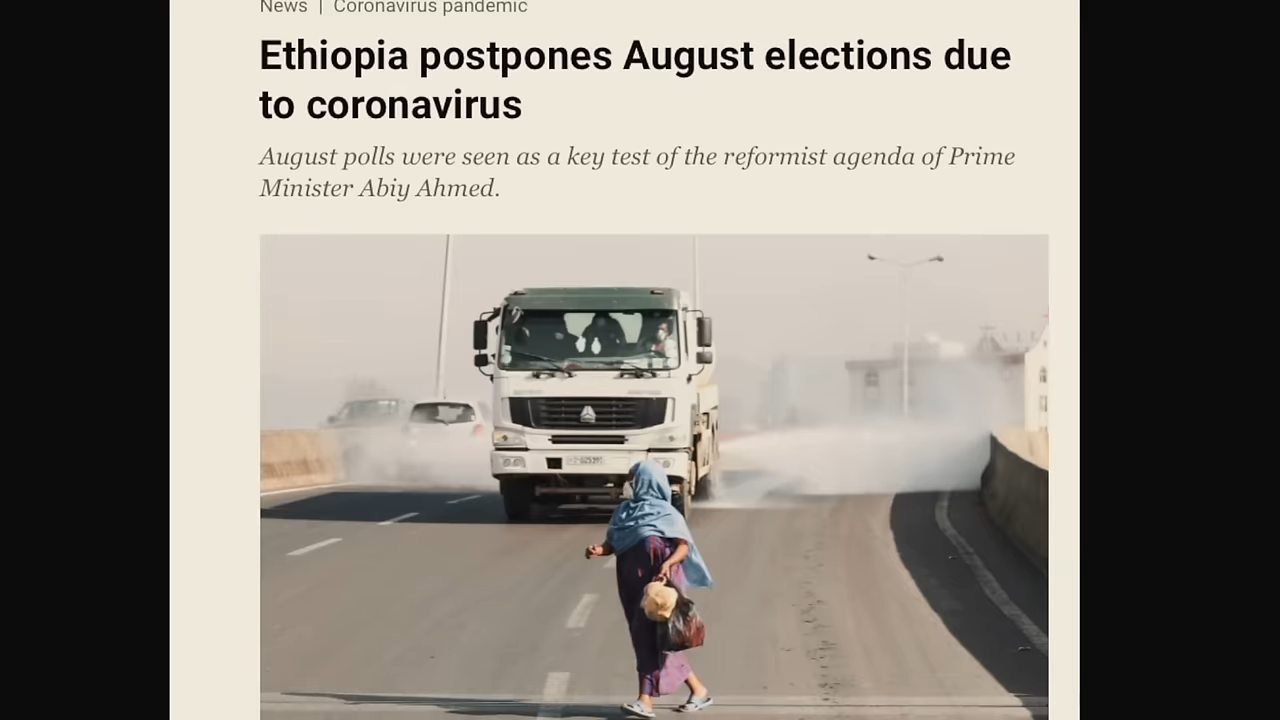 News | Coronavirus pandemic
Ethiopia postpones August elections due
to coronavirus
August polls were seen as a key test of the reformist agenda of Prime
Minister Abiy Ahmed.